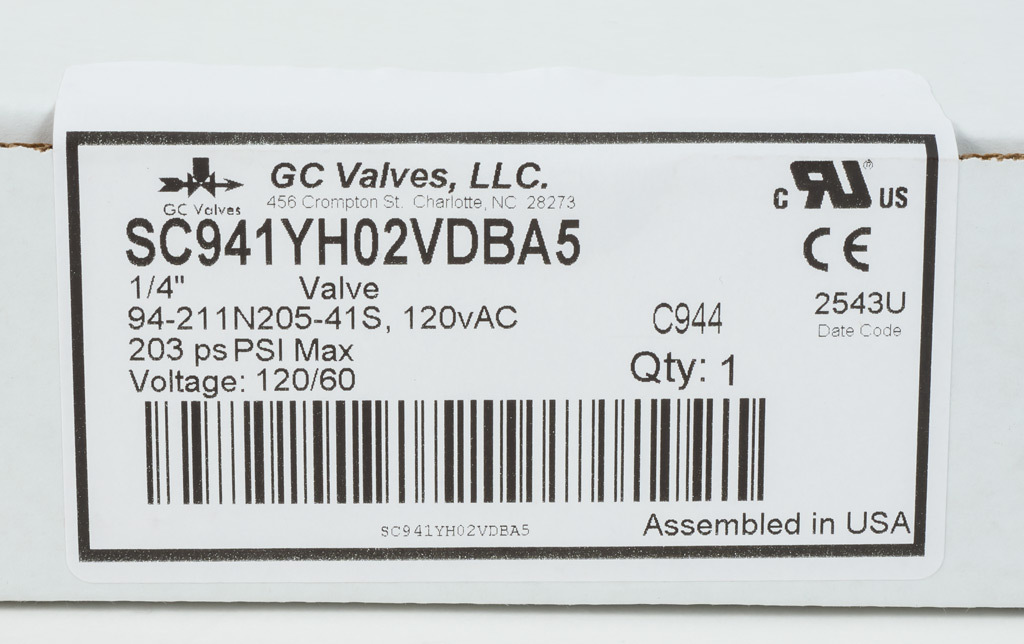 GC Valves
GC Valves, LLC.
456 Crompton St. Charlotte, NC 28273
SC941YH02VDBA5
1/4" Valve
94-211N205-41S, 120vAC
203 ps PSI Max
Voltage: 120/60
C944
Qty: 1
c RU ® US
CE
2543U
Date Code
SC941YH02VDBA5
Assembled in USA